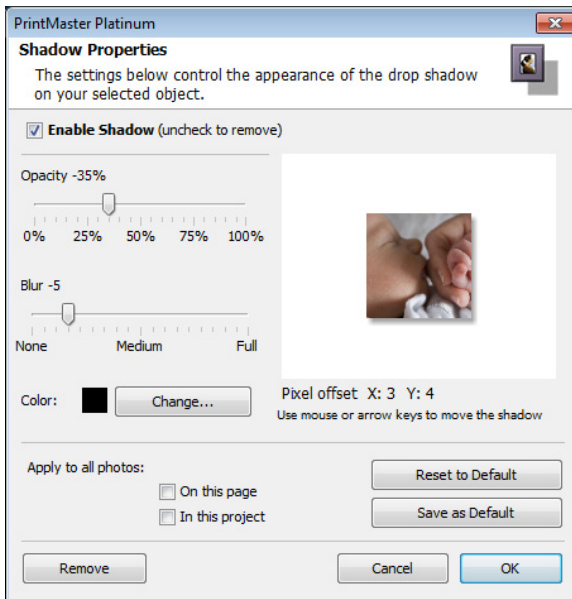 PrintMaster Platinum
Shadow Properties
The settings below control the appearance of the drop shadow
on your selected object.
Enable Shadow (uncheck to remove)
Opacity -35%
0% 25% 50% 75% 100%
Blur -5
None Medium Full
Color: Change...
Pixel offset X: 3 Y: 4
Use mouse or arrow keys to move the shadow
Apply to all photos:
On this page
In this project
Reset to Default
Save as Default
Remove Cancel OK